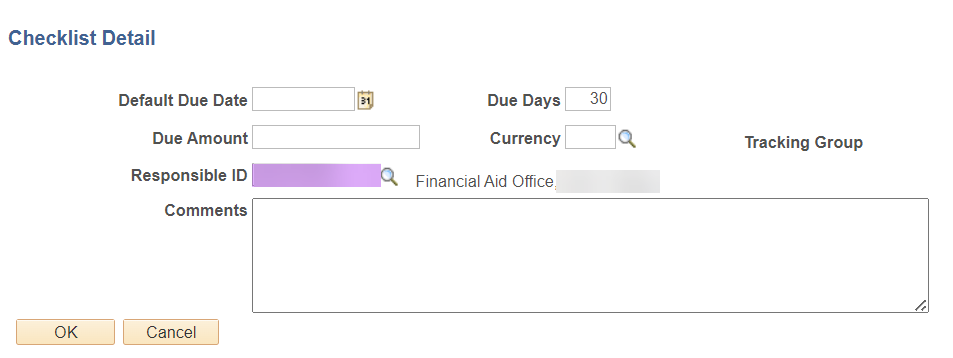 Checklist Detail
Default Due Date 31 Due Days 30
Due Amount Currency Tracking Group
Responsible ID Financial Aid Office,
Comments
OK Cancel